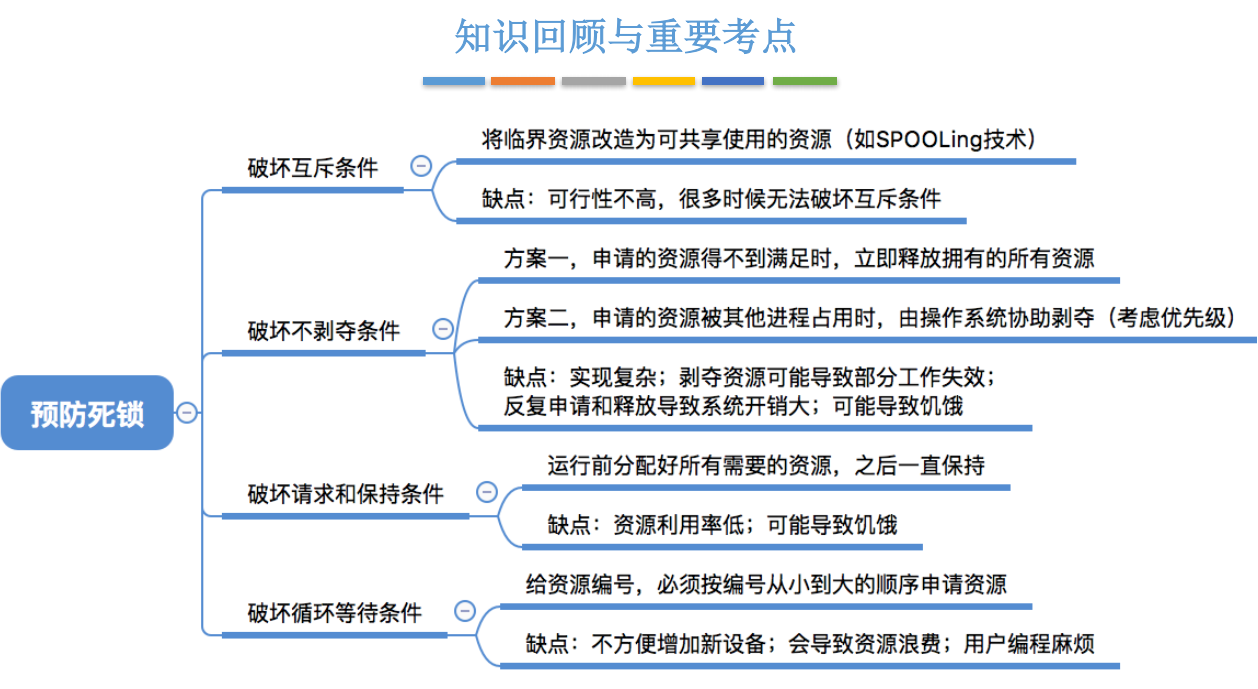 知识回顾与重要考点
将临界资源改造为可共享使用的资源（如SPOOLing技术）
破坏互斥条件
缺点：可行性不高，很多时候无法破坏互斥条件
方案一，申请的资源得不到满足时，立即释放拥有的所有资源
破坏不剥夺条件
方案二，申请的资源被其他进程占用时，由操作系统协助剥夺（考虑优先级）
缺点：实现复杂；剥夺资源可能导致部分工作失效；
反复申请和释放导致系统开销大；可能导致饥饿
预防死锁
运行前分配好所有需要的资源，之后一直保持
破坏请求和保持条件
缺点：资源利用率低；可能导致饥饿
给资源编号，必须按编号从小到大的顺序申请资源
破坏循环等待条件
缺点：不方便增加新设备；会导致资源浪费；用户编程麻烦